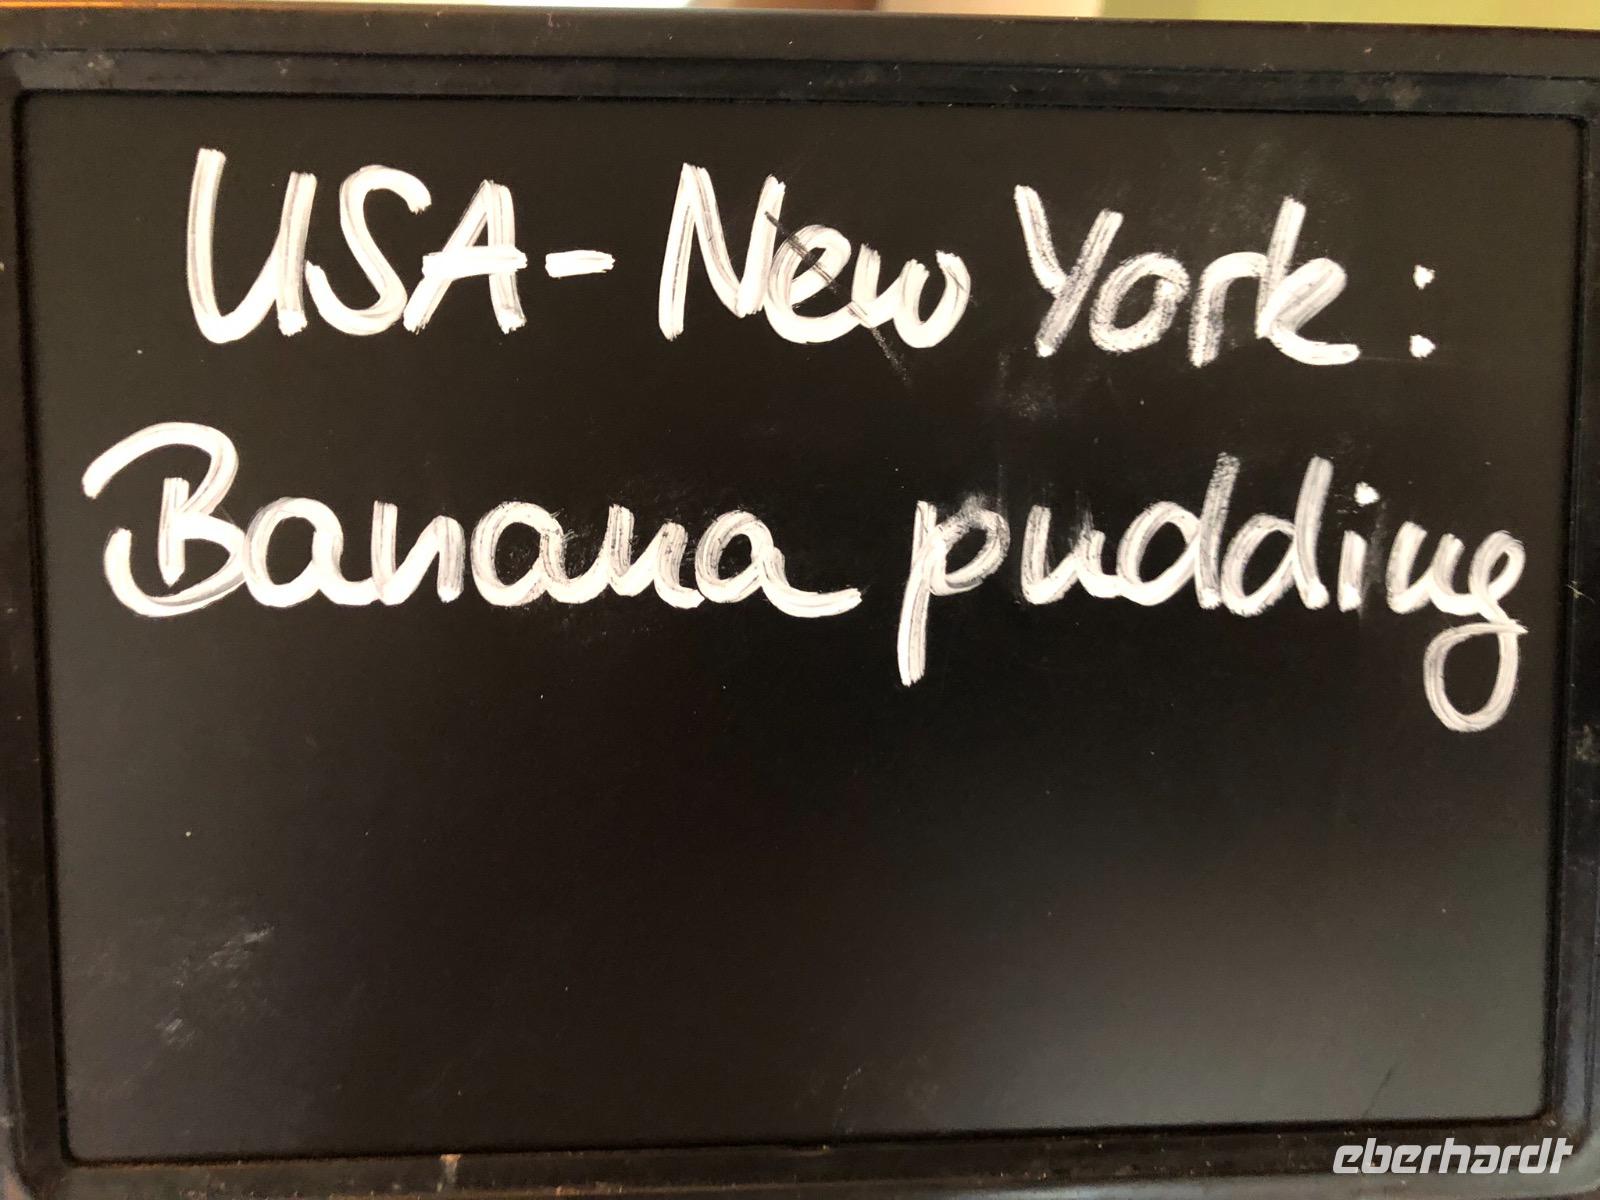 USA- New York:
Banana pudding
eberhardt